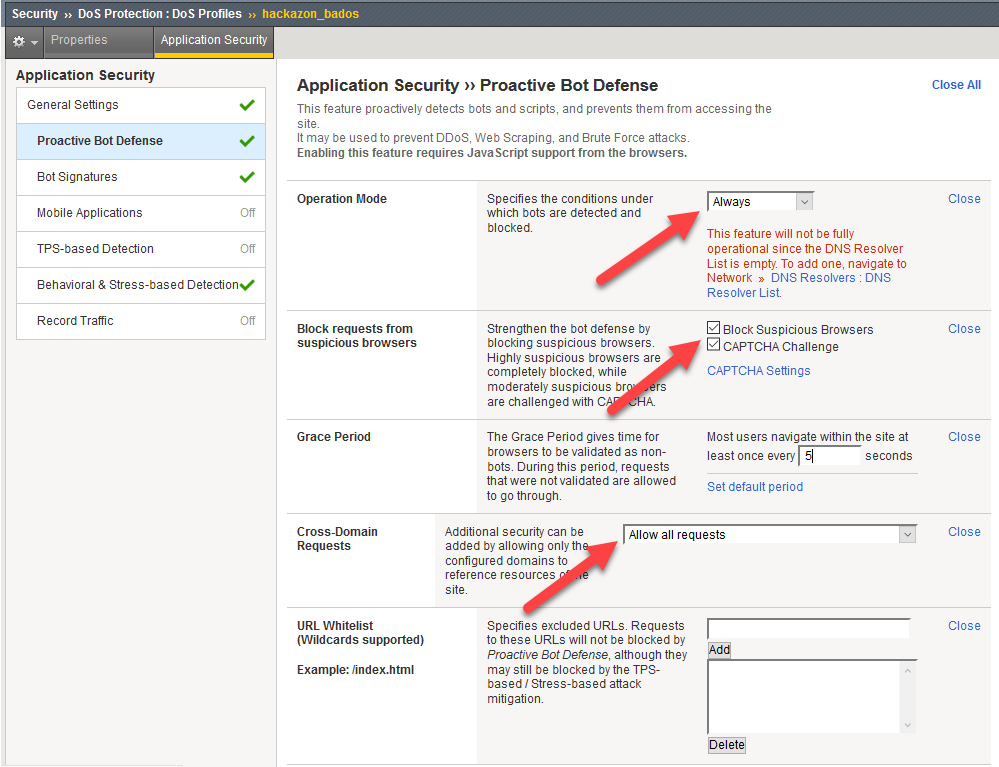 Security ›› DoS Protection : DoS Profiles ›› hackazon_bados
Properties
Application Security
Application Security
General Settings
Proactive Bot Defense
Bot Signatures
Mobile Applications Off
TPS-based Detection Off
Behavioral & Stress-based Detection
Record Traffic Off
Application Security ›› Proactive Bot Defense
Close All
This feature proactively detects bots and scripts, and prevents them from accessing the
site.
It may be used to prevent DDoS, Web Scraping, and Brute Force attacks.
Enabling this feature requires JavaScript support from the browsers.
Operation Mode
Specifies the conditions under
which bots are detected and
blocked.
Always
Close
This feature will not be fully
operational since the DNS Resolver
List is empty. To add one, navigate to
Network » DNS Resolvers : DNS
Resolver List.
Block requests from
suspicious browsers
Strengthen the bot defense by
blocking suspicious browsers.
Highly suspicious browsers are
completely blocked, while
moderately suspicious browsers
are challenged with CAPTCHA.
Block Suspicious Browsers
CAPTCHA Challenge
CAPTCHA Settings
Close
Grace Period
The Grace Period gives time for
browsers to be validated as non-
bots. During this period, requests
that were not validated are allowed
to go through.
Most users navigate within the site at
least once every 5 seconds
Set default period
Close
Cross-Domain
Requests
Additional security can be
added by allowing only the
configured domains to
reference resources of the
site.
Allow all requests
Close
URL Whitelist
(Wildcards supported)
Example: /index.html
Specifies excluded URLs. Requests
to these URLs will not be blocked by
Proactive Bot Defense, although they
may still be blocked by the TPS-
based / Stress-based attack
mitigation.
Add
Delete
Close